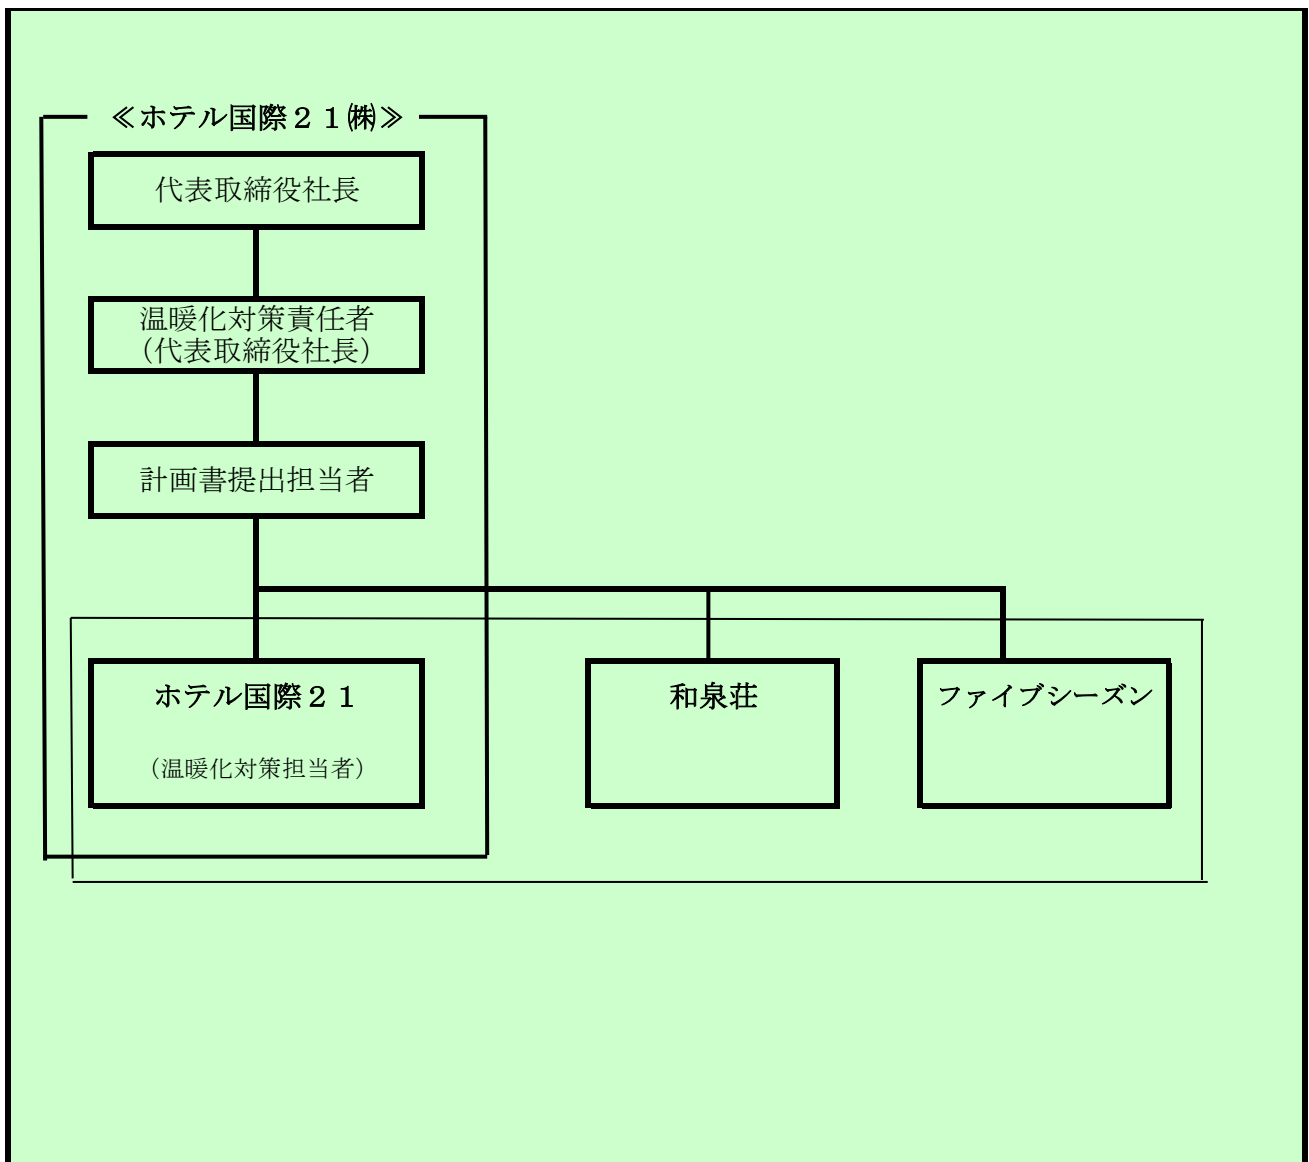 ≪ホテル国際２１㈱≫
代表取締役社長
温暖化対策責任者
（代表取締役社長）
計画書提出担当者
ホテル国際２１
和泉荘
ファイブシーズン
（温暖化対策担当者）